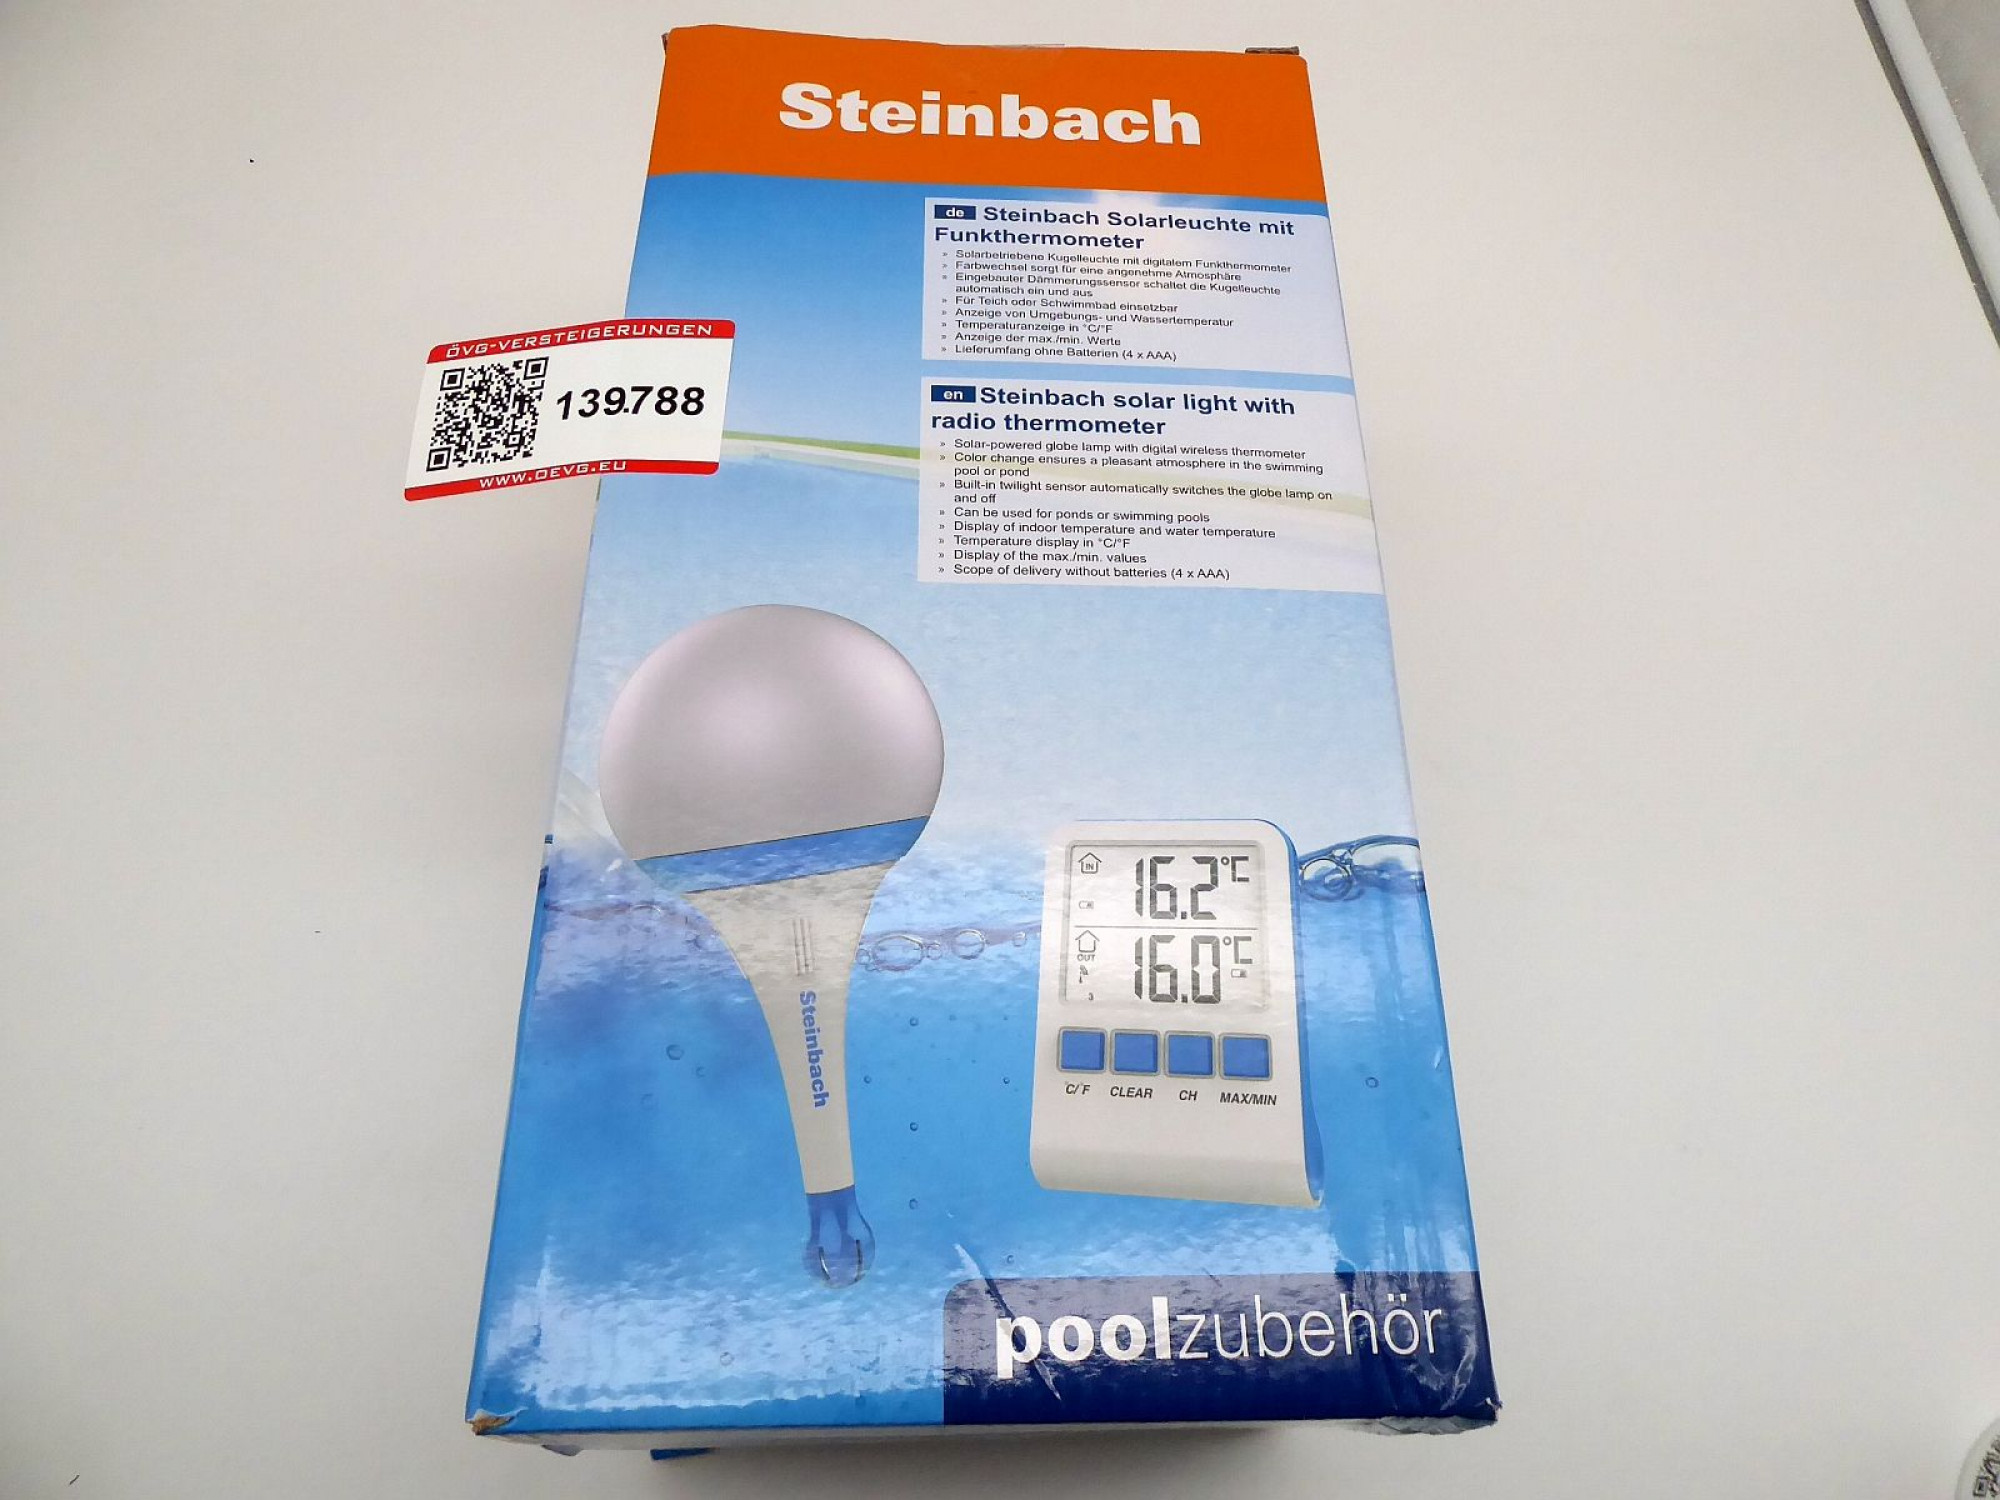 Steinbach
de Steinbach Solarleuchte mit
Funkthermometer
» Solarbetriebene Kugelleuchte mit digitalem Funkthermometer
» Farbwechsel sorgt für eine angenehme Atmosphäre
» Eingebauter Dämmerungssensor schaltet die Kugelleuchte
automatisch ein und aus
» Für Teich oder Schwimmbad einsetzbar
» Anzeige von Umgebungs- und Wassertemperatur
» Temperaturanzeige in °C/°F
» Anzeige der max./min. Werte
» Lieferumfang ohne Batterien (4 x AAA)
ÖVG-VERSTEIGERUNGEN
139.788
WWW.OEVG.EU
en Steinbach solar light with
radio thermometer
» Solar-powered globe lamp with digital wireless thermometer
» Color change ensures a pleasant atmosphere in the swimming
pool or pond
» Built-in twilight sensor automatically switches the globe lamp on
and off
» Can be used for ponds or swimming pools
» Display of indoor temperature and water temperature
» Temperature display in °C/°F
» Display of the max./min. values
» Scope of delivery without batteries (4 x AAA)
Steinbach
IN 16.2°C
OUT 16.0°C
3
C/F CLEAR CH MAX/MIN
poolzubehör